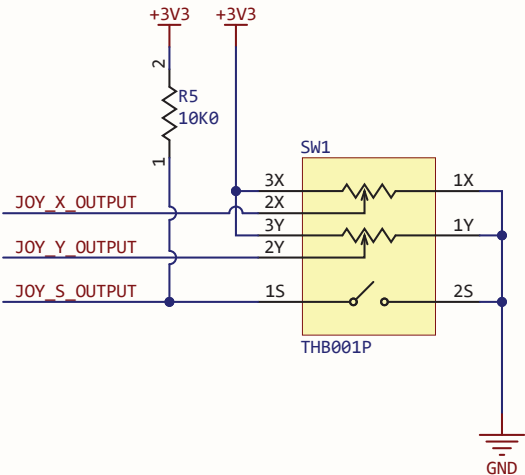 +3V3 +3V3
2
R5
10K0
1
SW1
3X 1X
JOY_X_OUTPUT 2X
3Y 1Y
JOY_Y_OUTPUT 2Y
JOY_S_OUTPUT 1S 2S
THB001P
GND